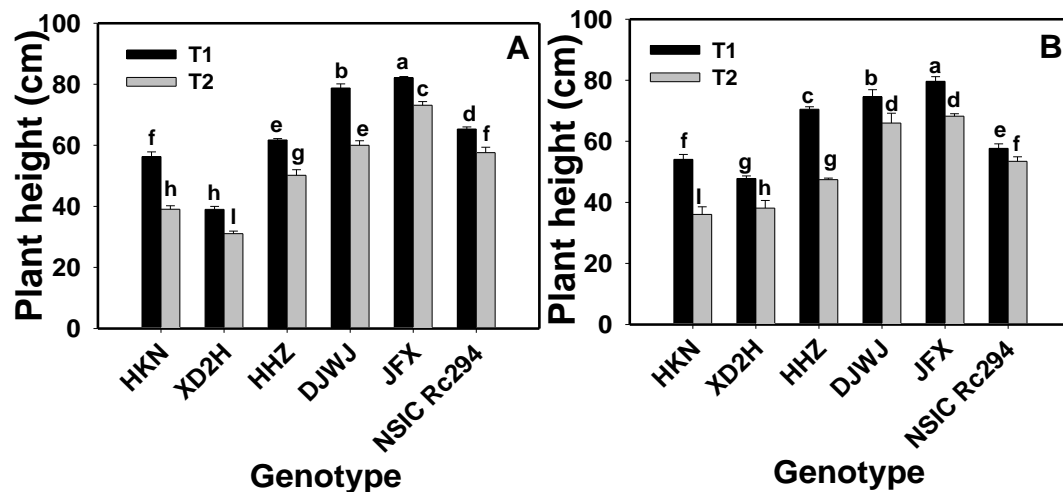 A
Plant height (cm)
100
80
60
40
20
0
T1
T2
f
h
h
l
e
g
b
e
a
c
d
f
HKN
XD2H
HHZ
DJWJ
JFX
NSIC Rc294
Genotype
B
Plant height (cm)
100
80
60
40
20
0
T1
T2
f
l
g
h
c
g
b
d
a
d
e
f
HKN
XD2H
HHZ
DJWJ
JFX
NSIC Rc294
Genotype